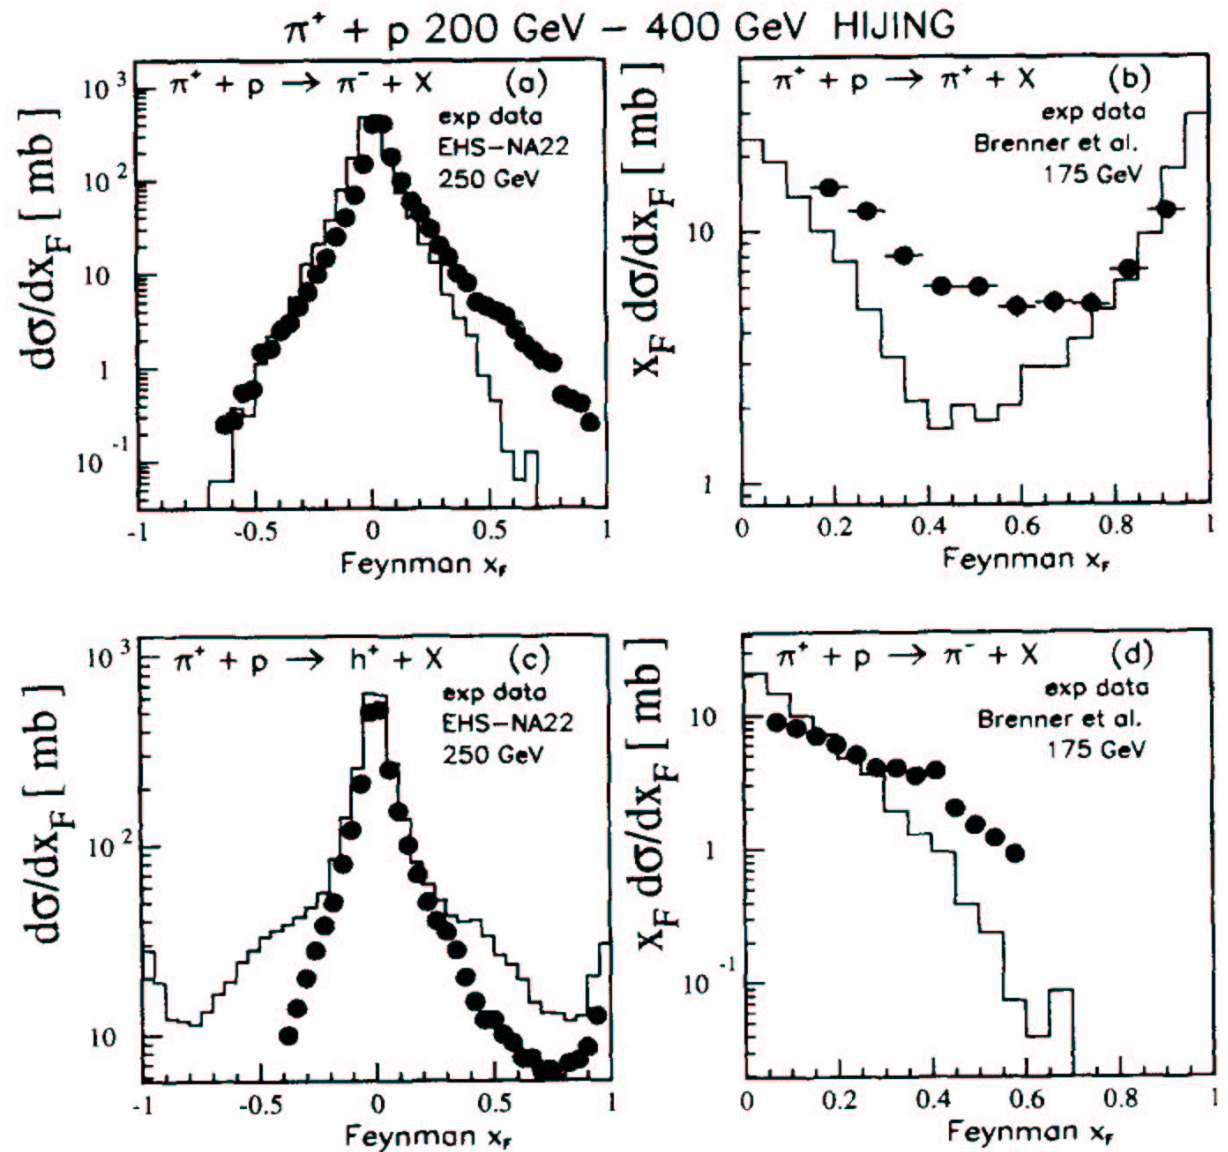 π⁺ + p 200 GeV – 400 GeV HIJING
π⁺ + p → π⁻ + X (a)
exp data
EHS–NA22
250 GeV
dσ/dx_F [ mb ]
10³
10²
10
1
10⁻¹
-1 -0.5 0 0.5 1
Feynman x_F
π⁺ + p → π⁺ + X (b)
exp data
Brenner et al.
175 GeV
x_F dσ/dx_F [ mb ]
10
1
0 0.2 0.4 0.6 0.8 1
Feynman x_F
π⁺ + p → h⁺ + X (c)
exp data
EHS–NA22
250 GeV
dσ/dx_F [ mb ]
10³
10²
10
-1 -0.5 0 0.5 1
Feynman x_F
π⁺ + p → π⁻ + X (d)
exp data
Brenner et al.
175 GeV
x_F dσ/dx_F [ mb ]
10
1
10⁻¹
0 0.2 0.4 0.6 0.8 1
Feynman x_F